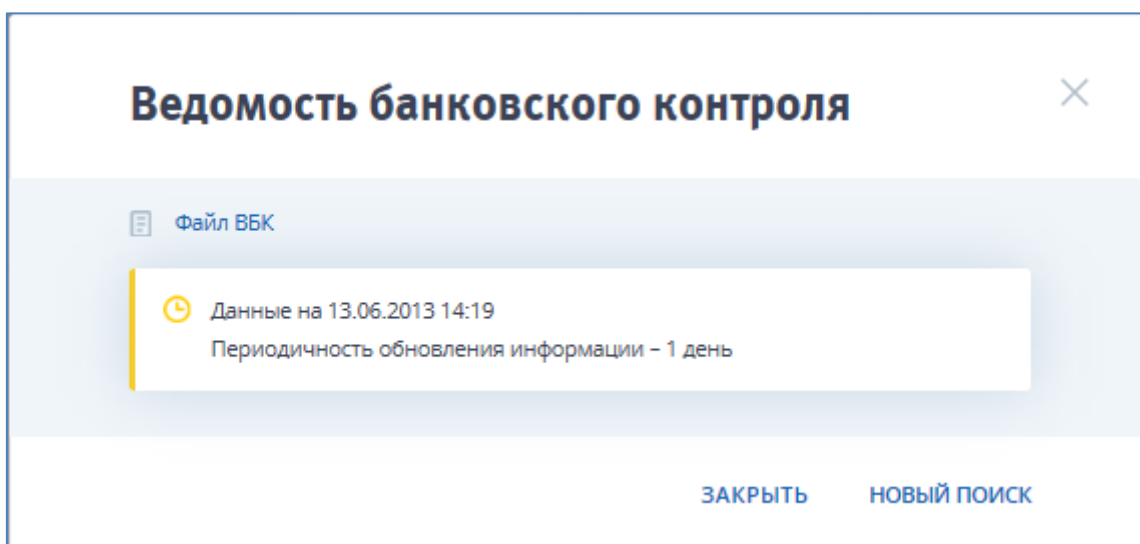 Ведомость банковского контроля
Файл ВБК
Данные на 13.06.2013 14:19
Периодичность обновления информации – 1 день
ЗАКРЫТЬ НОВЫЙ ПОИСК